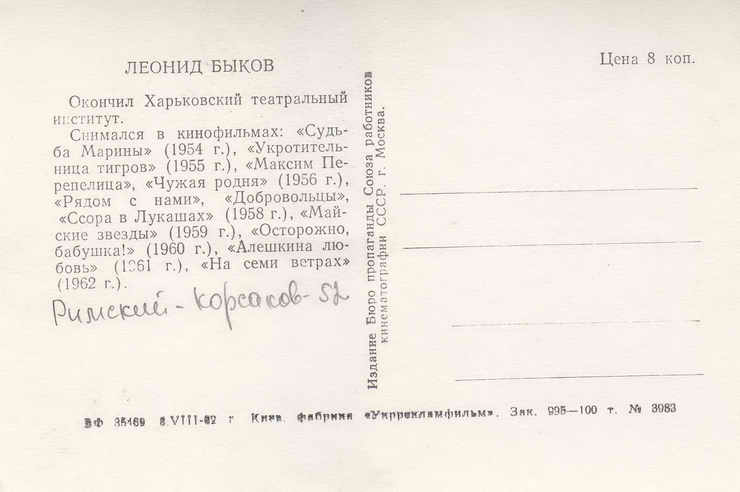 ЛЕОНИД БЫКОВ
Окончил Харьковский театральный
институт.
Снимался в кинофильмах: «Судь-
ба Марины» (1954 г.), «Укротитель-
ница тигров» (1955 г.), «Максим Пе-
репелица», «Чужая родня» (1956 г.),
«Рядом с нами», «Добровольцы»,
«Ссора в Лукашах» (1958 г.), «Май-
ские звезды» (1959 г.), «Осторожно,
бабушка!» (1960 г.), «Алешкина лю-
бовь» (1961 г.), «На семи ветрах»
(1962 г.).
Римский-Корсаков-52
Издание Бюро пропаганды Союза работников
кинематографии СССР. г. Москва.
Цена 8 коп.
БФ 35169 8.VIII-62 г Киев. фабрика «Укррекламфильм». Зак. 995—100 т. № 3983